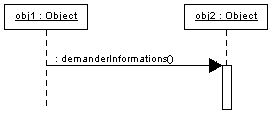 obj1 : Object
obj2 : Object
: demanderInformations()